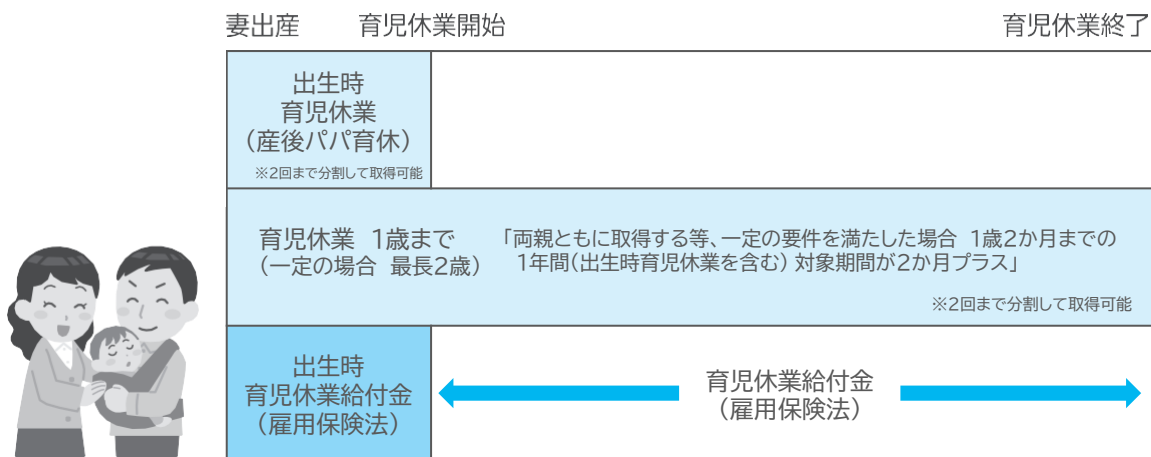 妻出産 育児休業開始 育児休業終了
出生時
育児休業
(産後パパ育休)
※2回まで分割して取得可能
育児休業 1歳まで
(一定の場合 最長2歳)
「両親ともに取得する等、一定の要件を満たした場合 1歳2か月までの
1年間(出生時育児休業を含む) 対象期間が2か月プラス」
※2回まで分割して取得可能
出生時
育児休業給付金
(雇用保険法)
育児休業給付金
(雇用保険法)